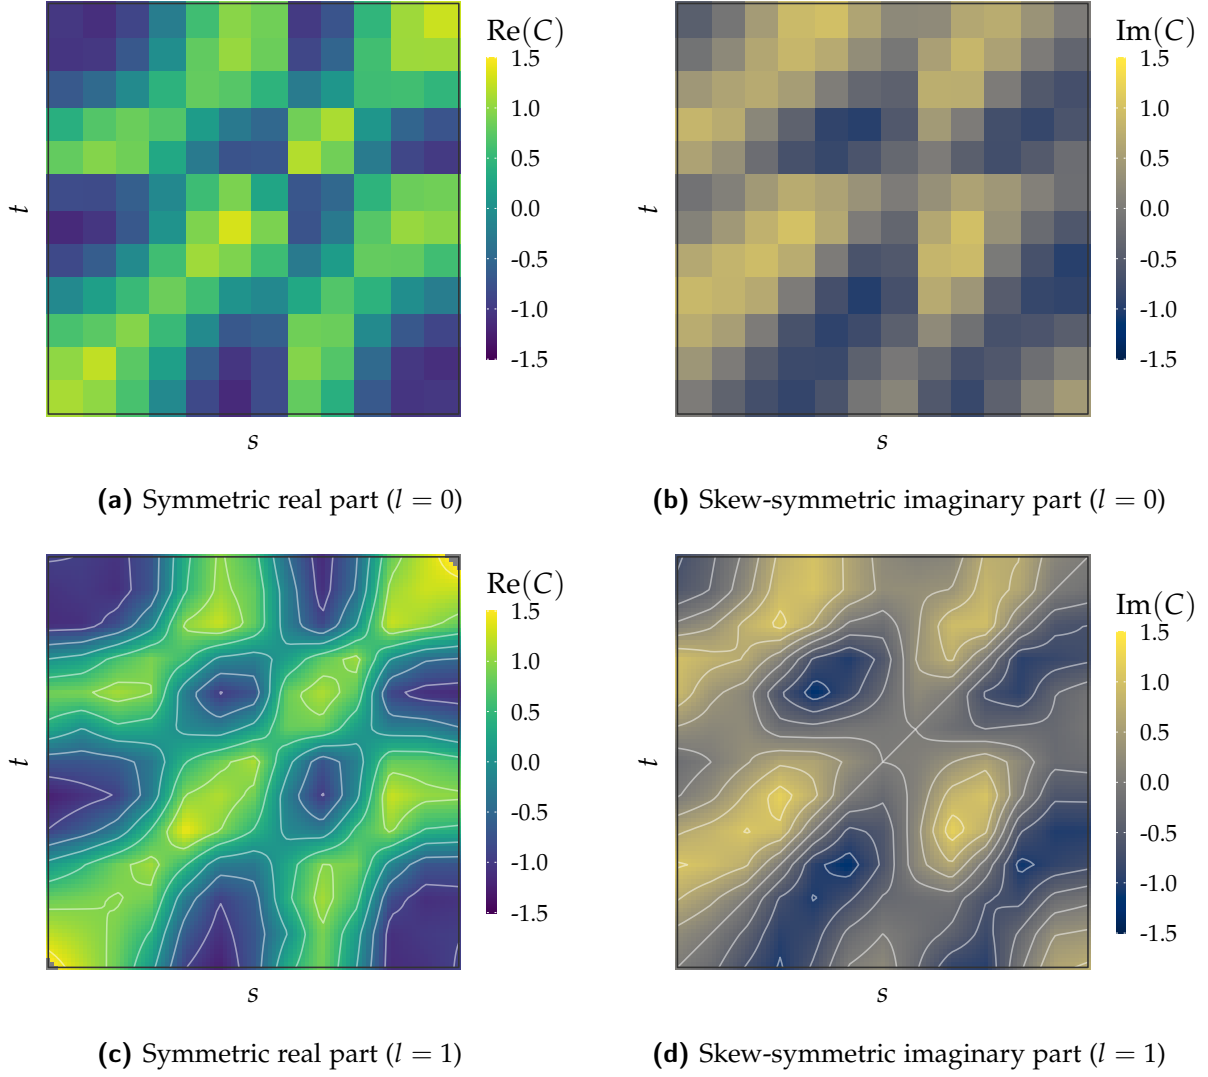 Re(C)
1.5
1.0
0.5
0.0
-0.5
-1.0
-1.5
t
s
Im(C)
1.5
1.0
0.5
0.0
-0.5
-1.0
-1.5
t
s
(a) Symmetric real part (l = 0)
(b) Skew-symmetric imaginary part (l = 0)
Re(C)
1.5
1.0
0.5
0.0
-0.5
-1.0
-1.5
t
s
Im(C)
1.5
1.0
0.5
0.0
-0.5
-1.0
-1.5
t
s
(c) Symmetric real part (l = 1)
(d) Skew-symmetric imaginary part (l = 1)